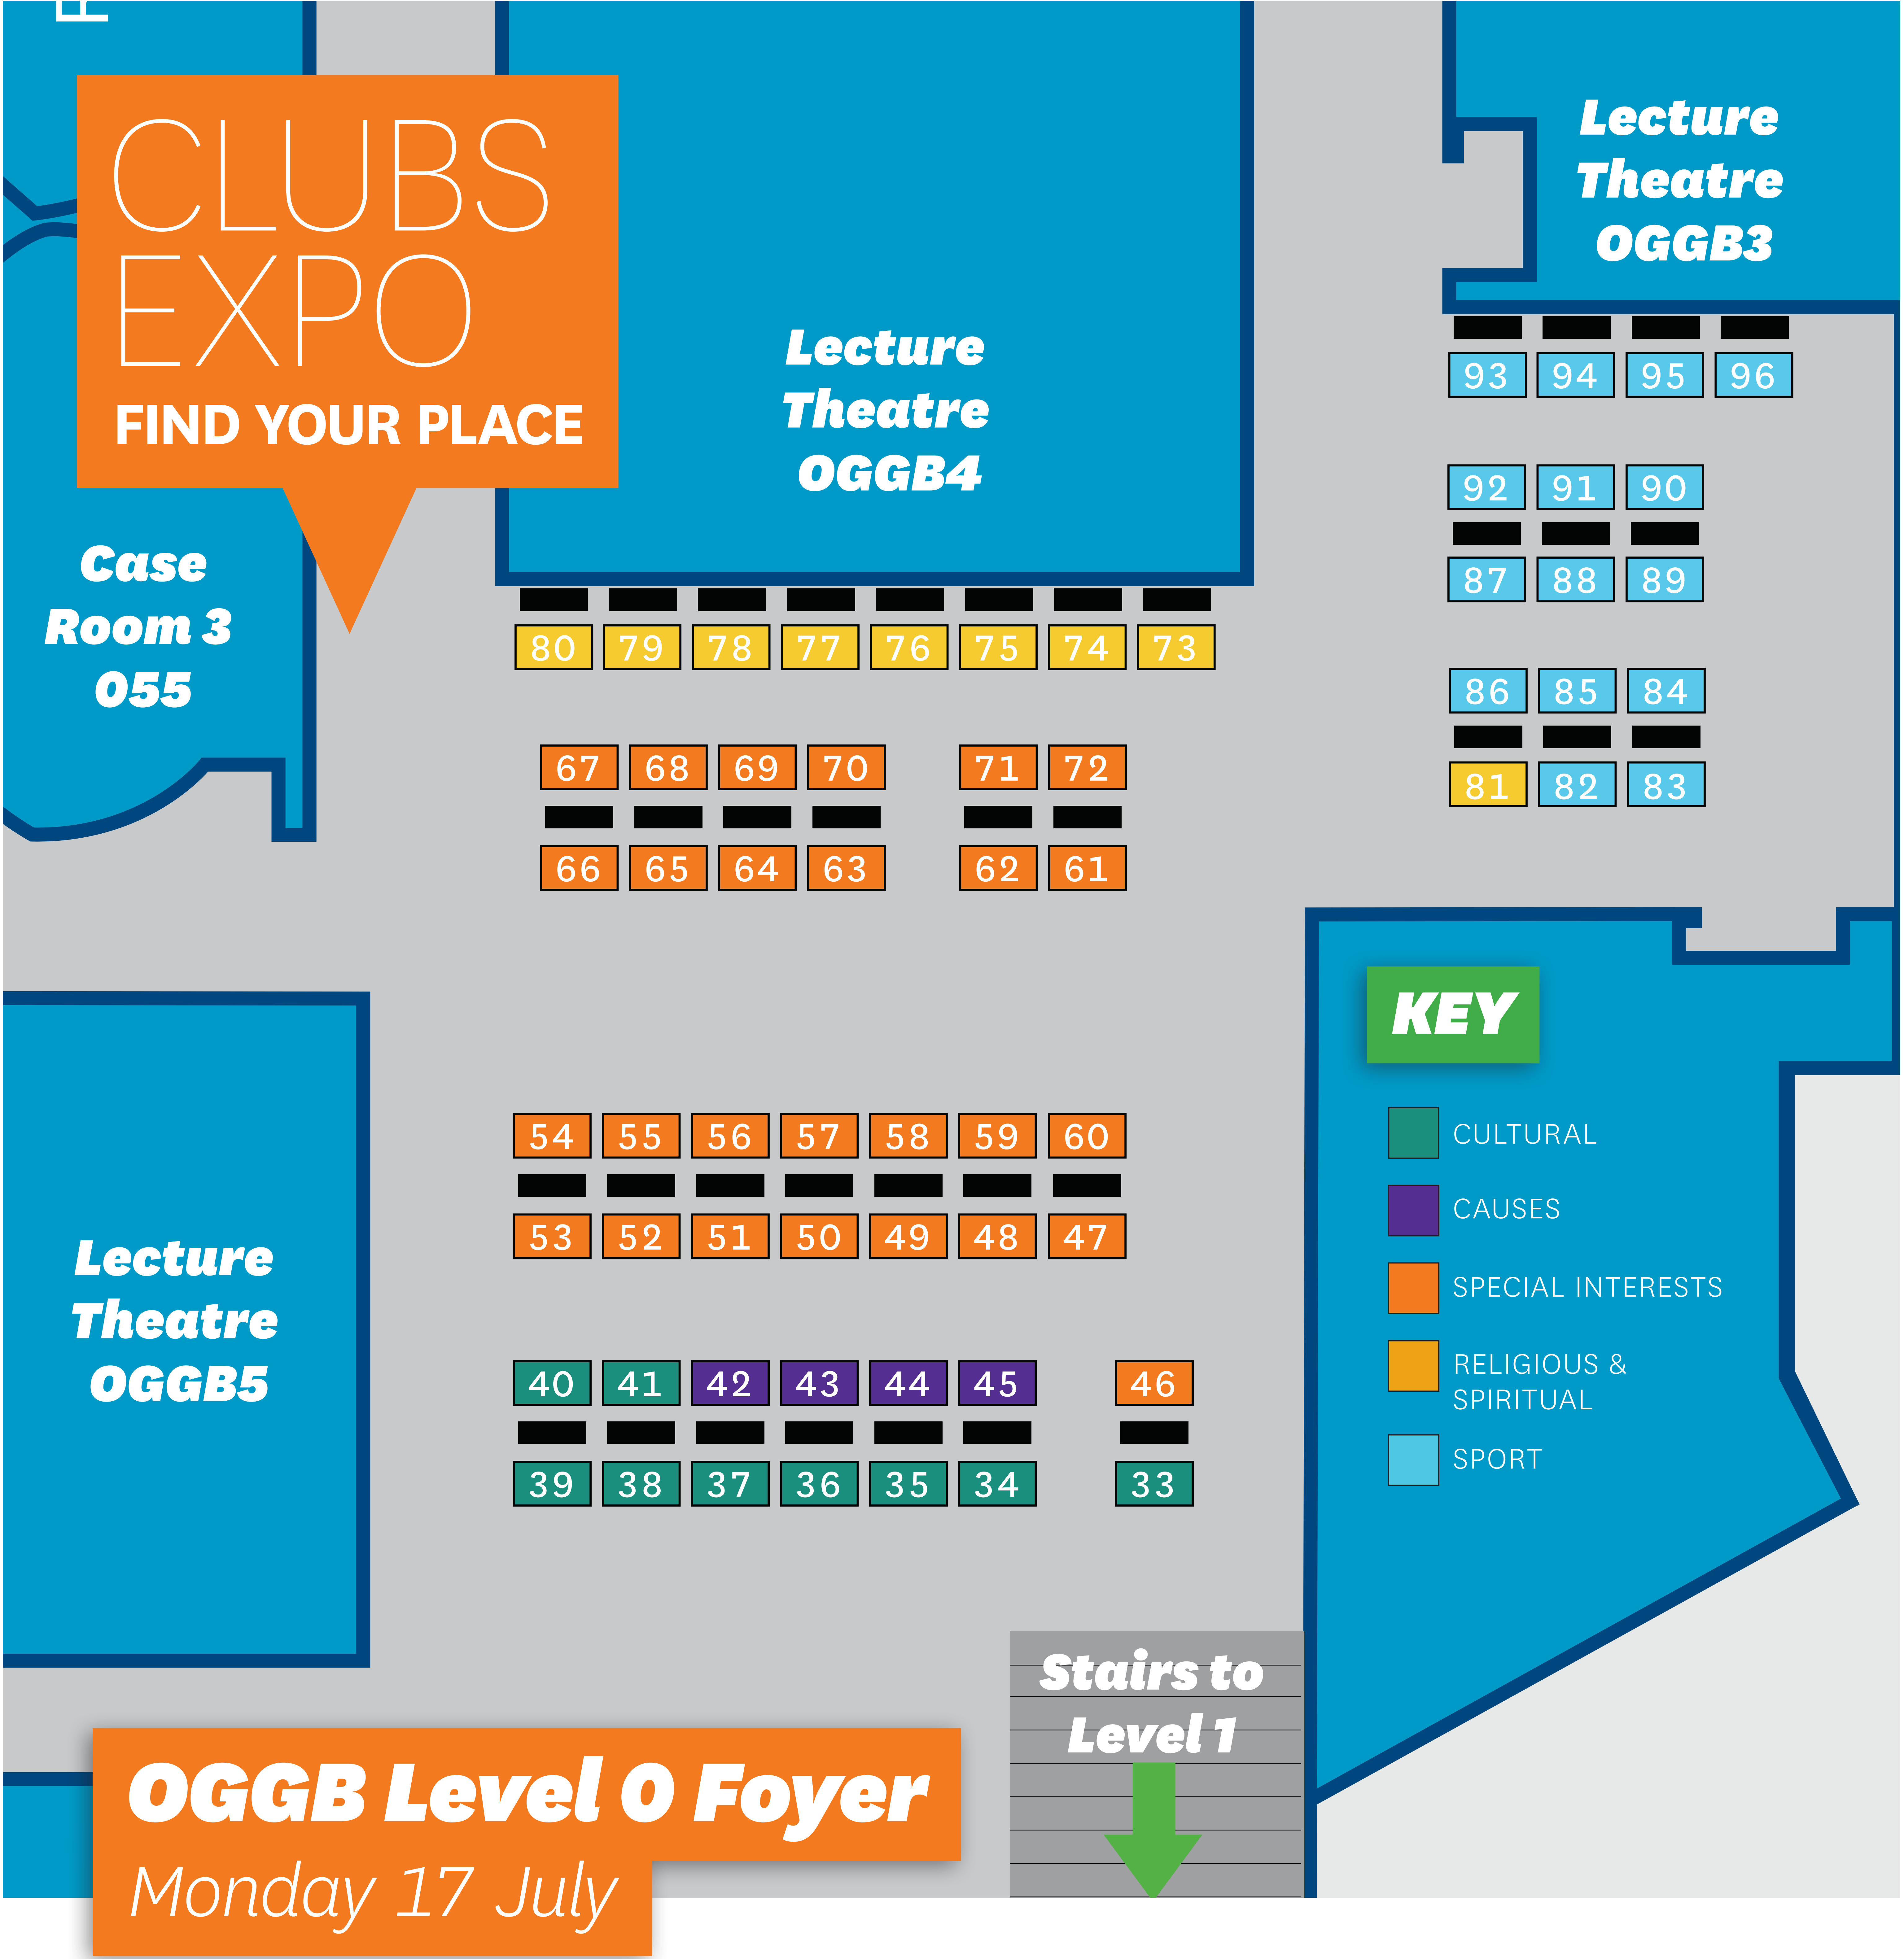 CLUBS
EXPO
FIND YOUR PLACE
Lecture
Theatre
OGGB4
Lecture
Theatre
OGGB3
Case
Room 3
055
93 94 95 96
92 91 90
87 88 89
80 79 78 77 76 75 74 73
86 85 84
81 82 83
67 68 69 70 71 72
66 65 64 63 62 61
KEY
CULTURAL
CAUSES
SPECIAL INTERESTS
RELIGIOUS &
SPIRITUAL
SPORT
54 55 56 57 58 59 60
53 52 51 50 49 48 47
Lecture
Theatre
OGGB5
40 41 42 43 44 45 46
39 38 37 36 35 34 33
Stairs to
Level 1
OGGB Level 0 Foyer
Monday 17 July